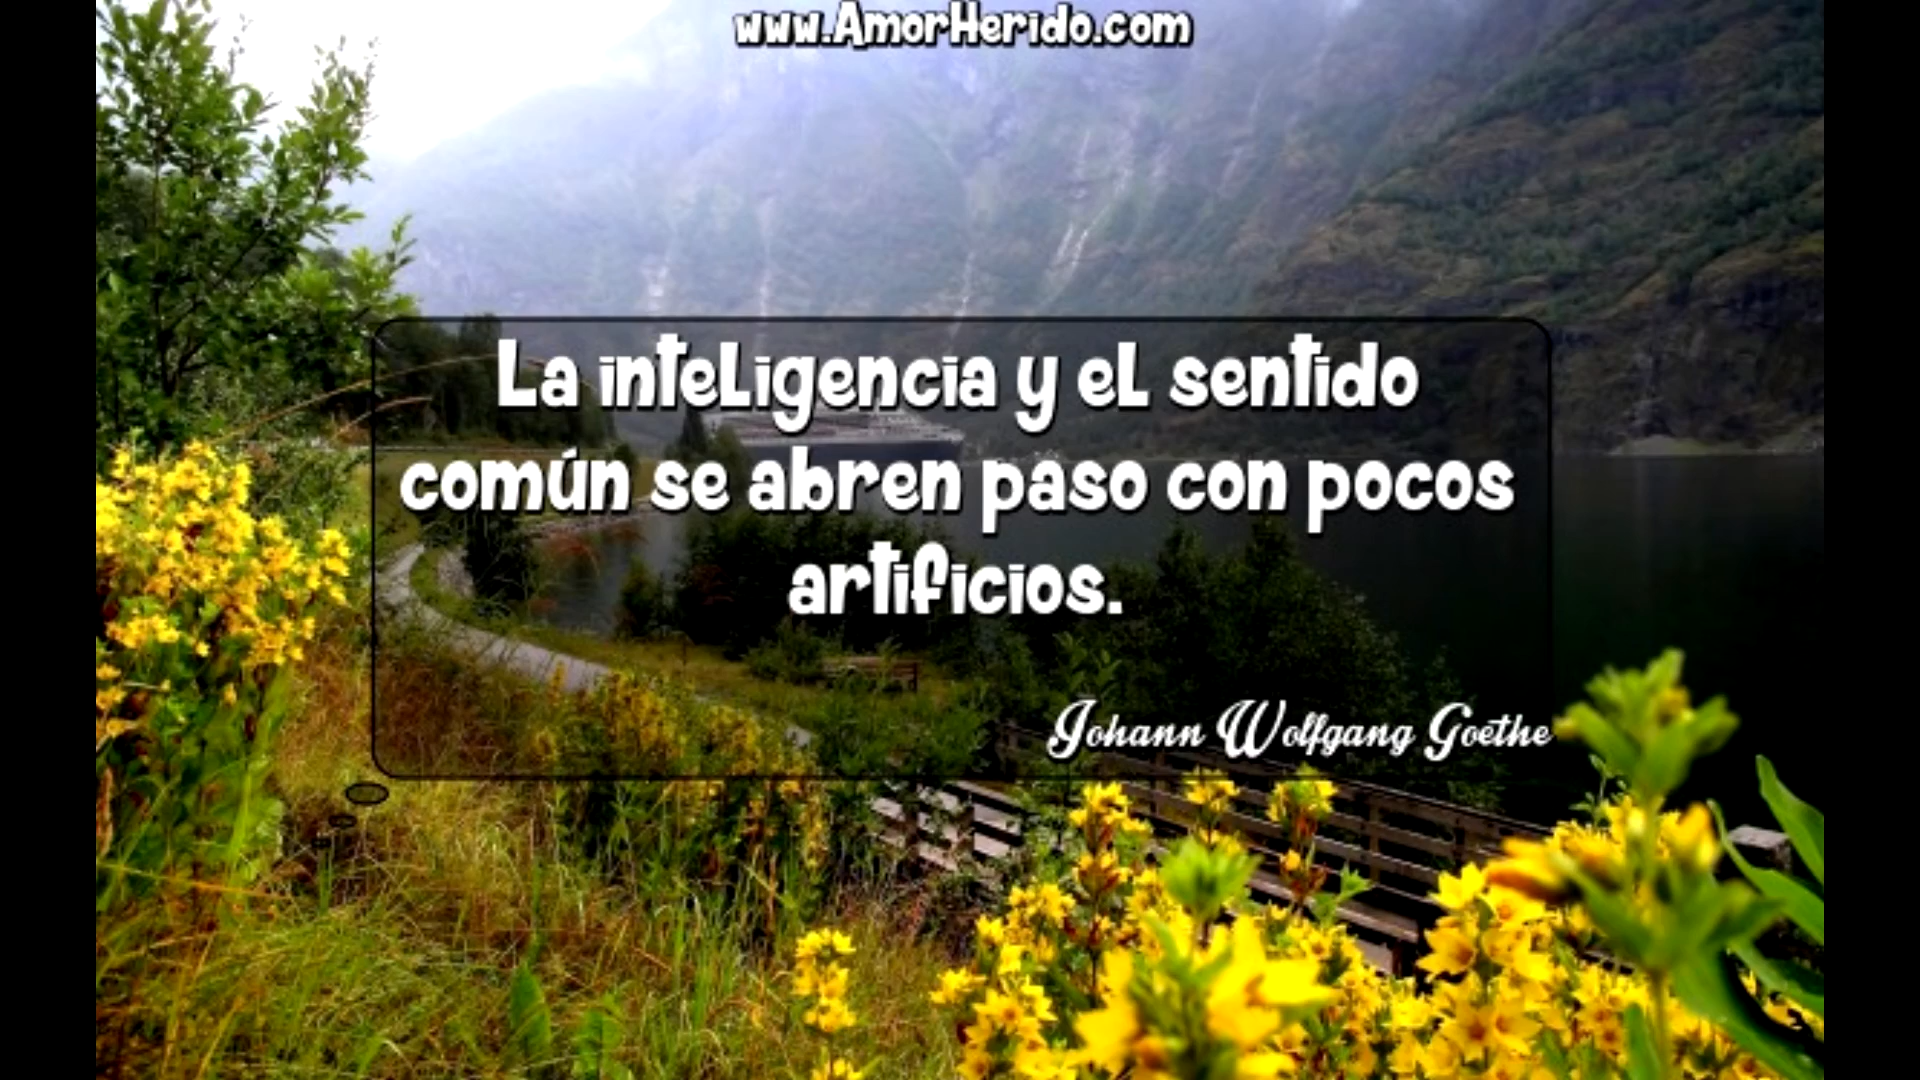 www.AmorHerido.com
La inteligencia y el sentido
común se abren paso con pocos
artificios.
Johann Wolfgang Goethe